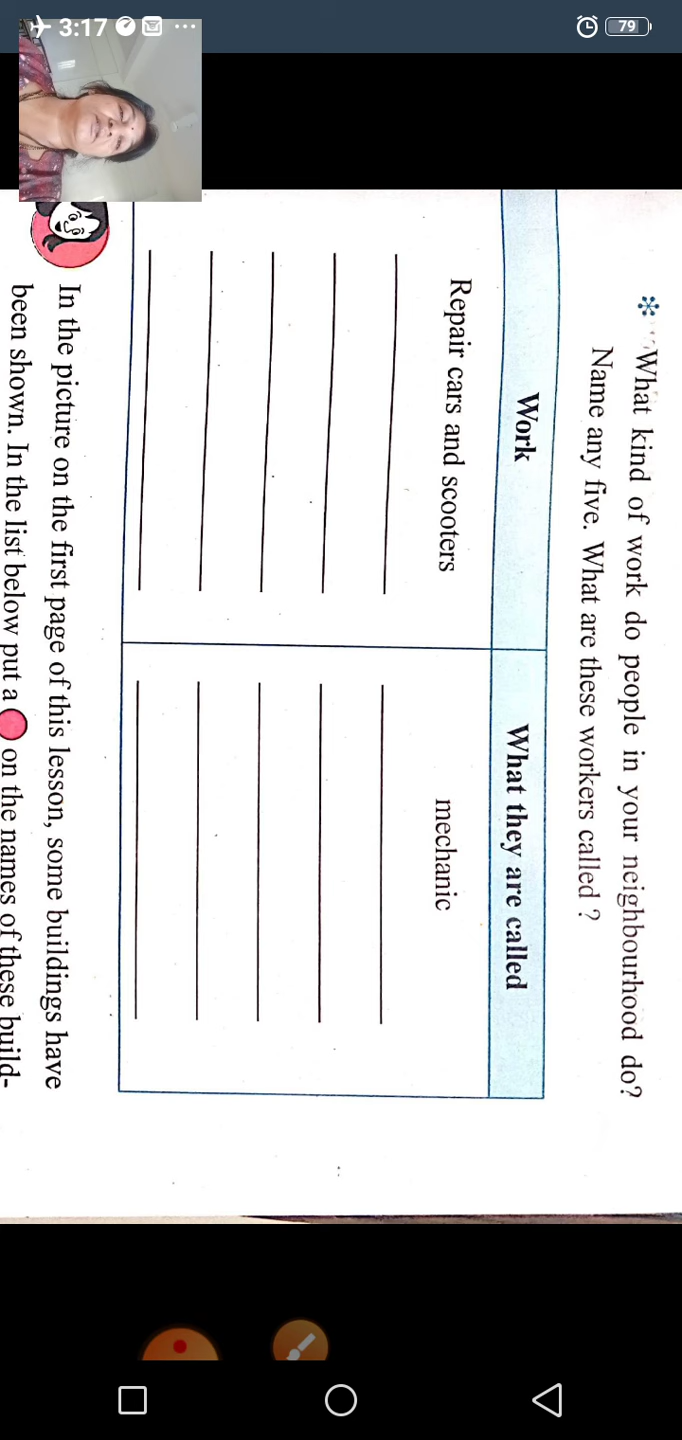 3:17
79
* What kind of work do people in your neighbourhood do?
Name any five. What are these workers called ?
Work What they are called
Repair cars and scooters mechanic
In the picture on the first page of this lesson, some buildings have
been shown. In the list below put a on the names of these build-